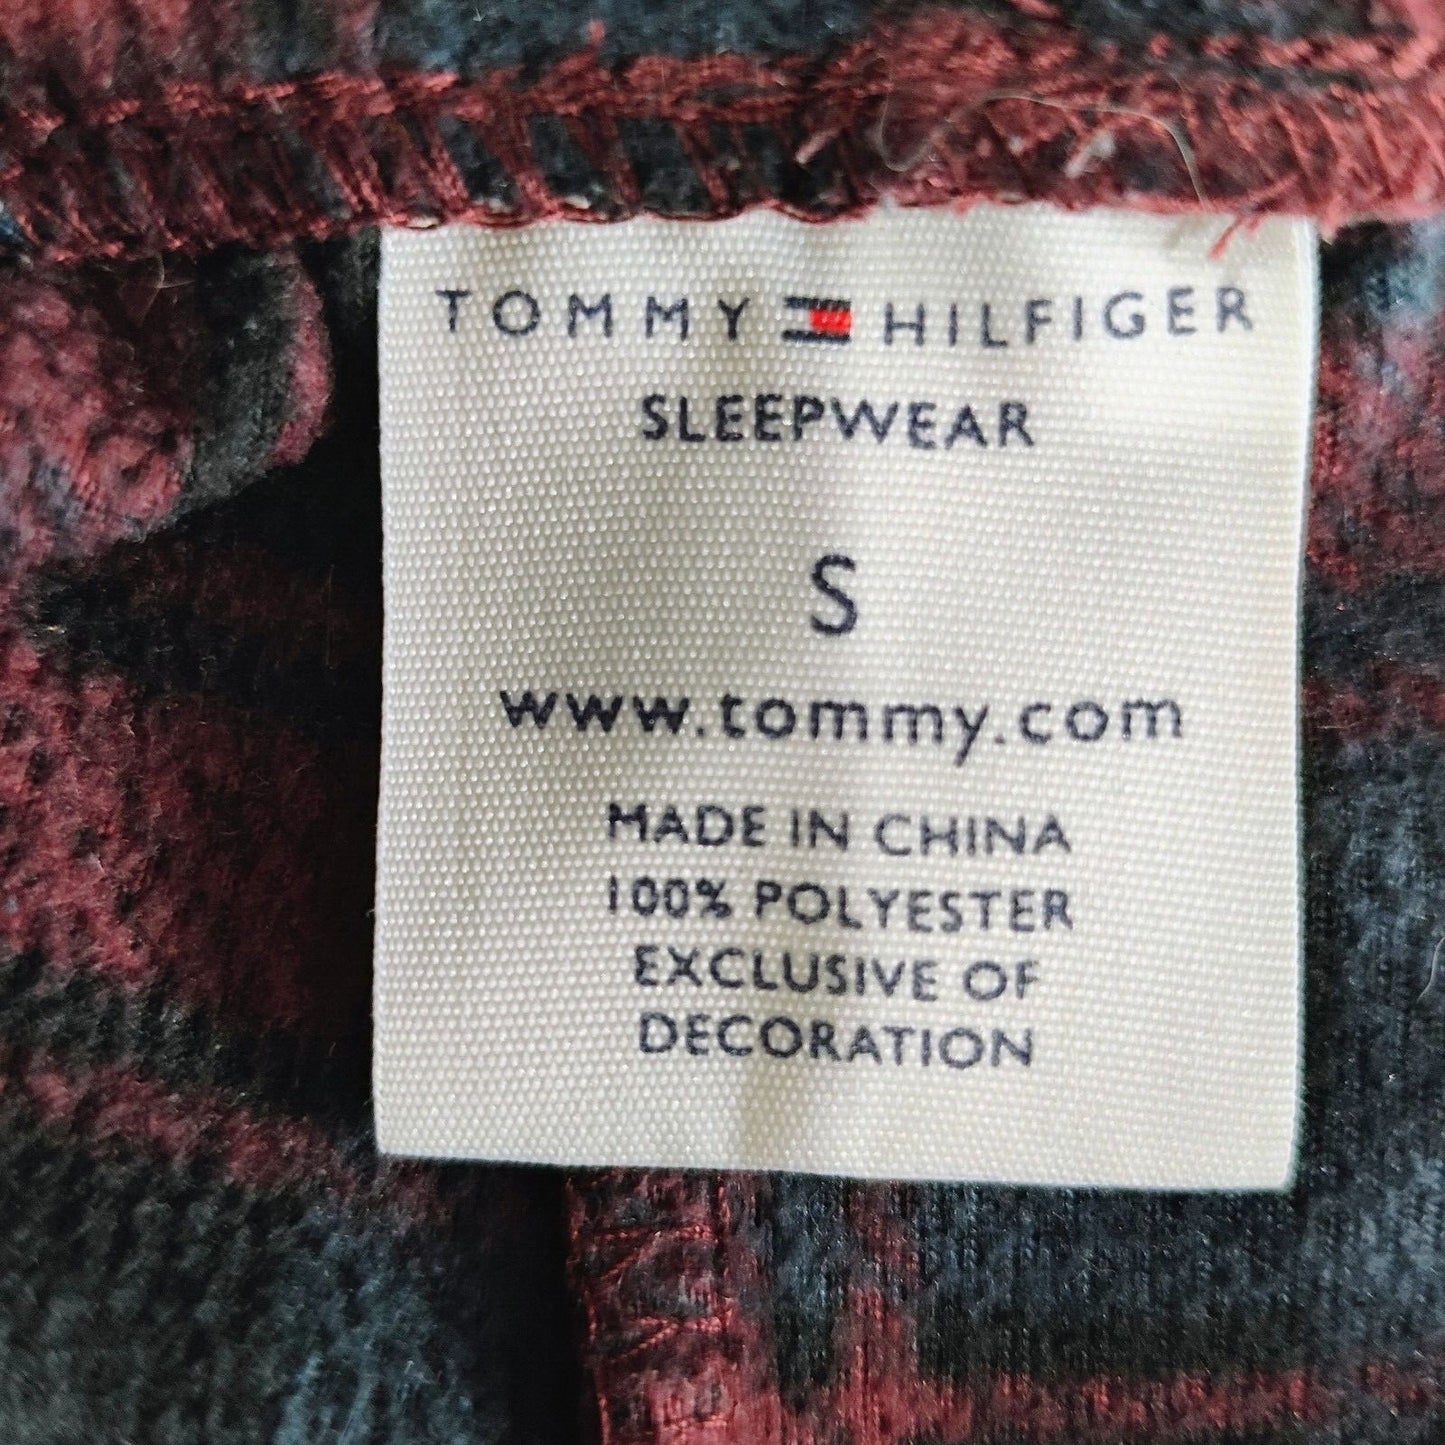 TOMMY HILFIGER
SLEEPWEAR
S
www.tommy.com
MADE IN CHINA
100% POLYESTER
EXCLUSIVE OF
DECORATION